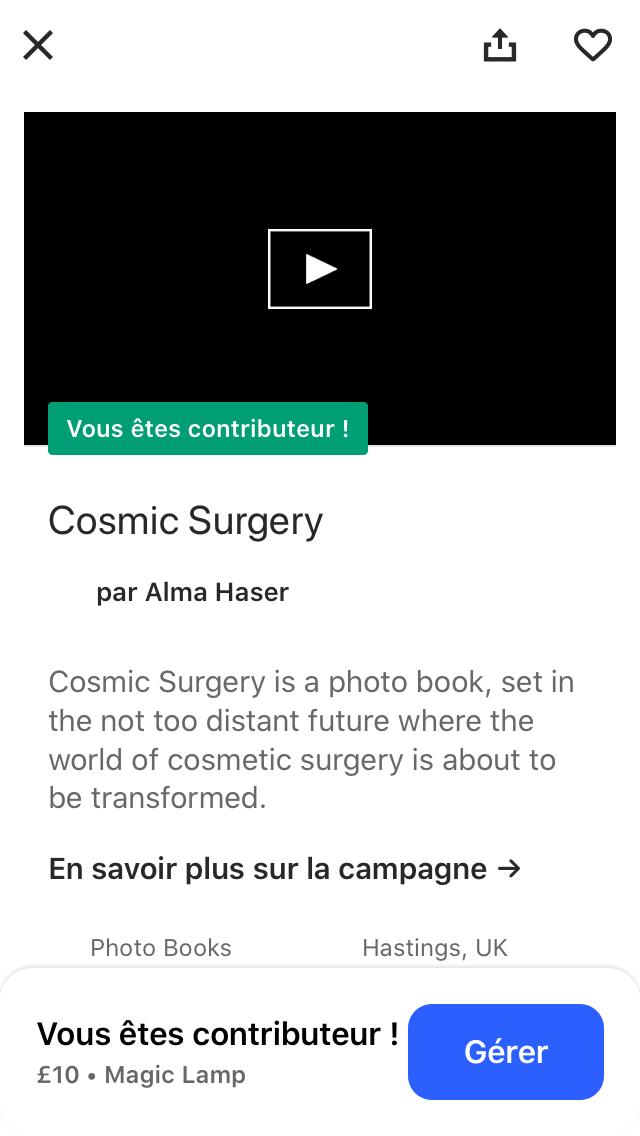 Vous êtes contributeur !
Cosmic Surgery
par Alma Haser
Cosmic Surgery is a photo book, set in
the not too distant future where the
world of cosmetic surgery is about to
be transformed.
En savoir plus sur la campagne →
Photo Books
Hastings, UK
Vous êtes contributeur !
£10 • Magic Lamp
Gérer